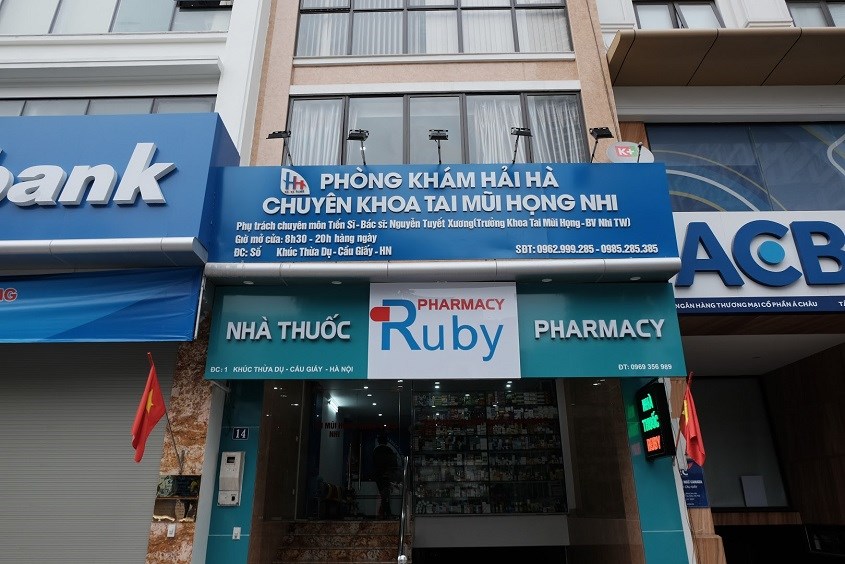 bank
PHÒNG KHÁM HẢI HÀ
CHUYÊN KHOA TAI MŨI HỌNG NHI
Phụ trách chuyên môn Tiến Sĩ - Bác sĩ: Nguyễn Tuyết Xương(Trưởng Khoa Tai Mũi Họng - BV Nhi TW)
Giờ mở cửa: 8h30 - 20h hàng ngày
ĐC: Số Khúc Thừa Dụ - Cầu Giấy - HN
SĐT: 0962.999.285 - 0985.285.385
K+
ACB
NGÂN HÀNG THƯƠNG MẠI CỔ PHẦN Á CHÂU
NHÀ THUỐC
PHARMACY
Ruby
PHARMACY
ĐC: 1 KHÚC THỪA DỤ - CẦU GIẤY - HÀ NỘI
ĐT: 0969 356 989
14
NHÀ
THUỐC
RUBY